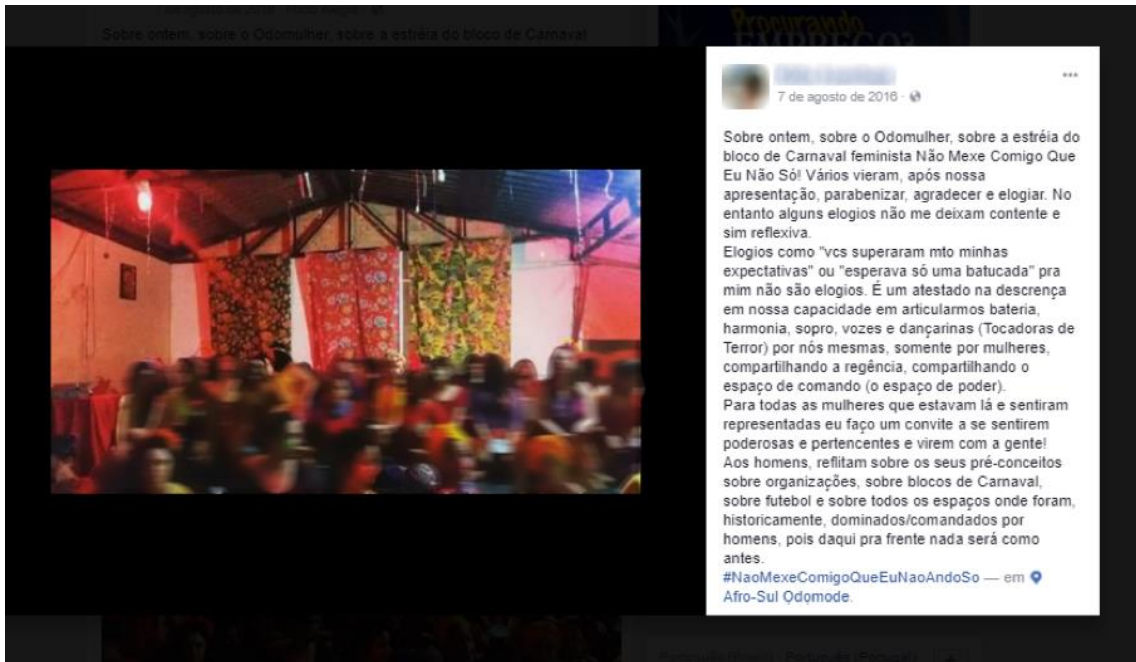 Sobre ontem, sobre o Odomulher, sobre a estréia do bloco de Carnaval
Procurando
EMPREGO?
7 de agosto de 2016
Sobre ontem, sobre o Odomulher, sobre a estréia do
bloco de Carnaval feminista Não Mexe Comigo Que
Eu Não Só! Vários vieram, após nossa
apresentação, parabenizar, agradecer e elogiar. No
entanto alguns elogios não me deixam contente e
sim reflexiva.
Elogios como "vcs superaram mto minhas
expectativas" ou "esperava só uma batucada" pra
mim não são elogios. É um atestado na descrença
em nossa capacidade em articularmos bateria,
harmonia, sopro, vozes e dançarinas (Tocadoras de
Terror) por nós mesmas, somente por mulheres,
compartilhando a regência, compartilhando o
espaço de comando (o espaço de poder).
Para todas as mulheres que estavam lá e sentiram
representadas eu faço um convite a se sentirem
poderosas e pertencentes e virem com a gente!
Aos homens, reflitam sobre os seus pré-conceitos
sobre organizações, sobre blocos de Carnaval,
sobre futebol e sobre todos os espaços onde foram,
historicamente, dominados/comandados por
homens, pois daqui pra frente nada será como
antes.
#NaoMexeComigoQueEuNaoAndoSo — em
Afro-Sul Ọdọmode.